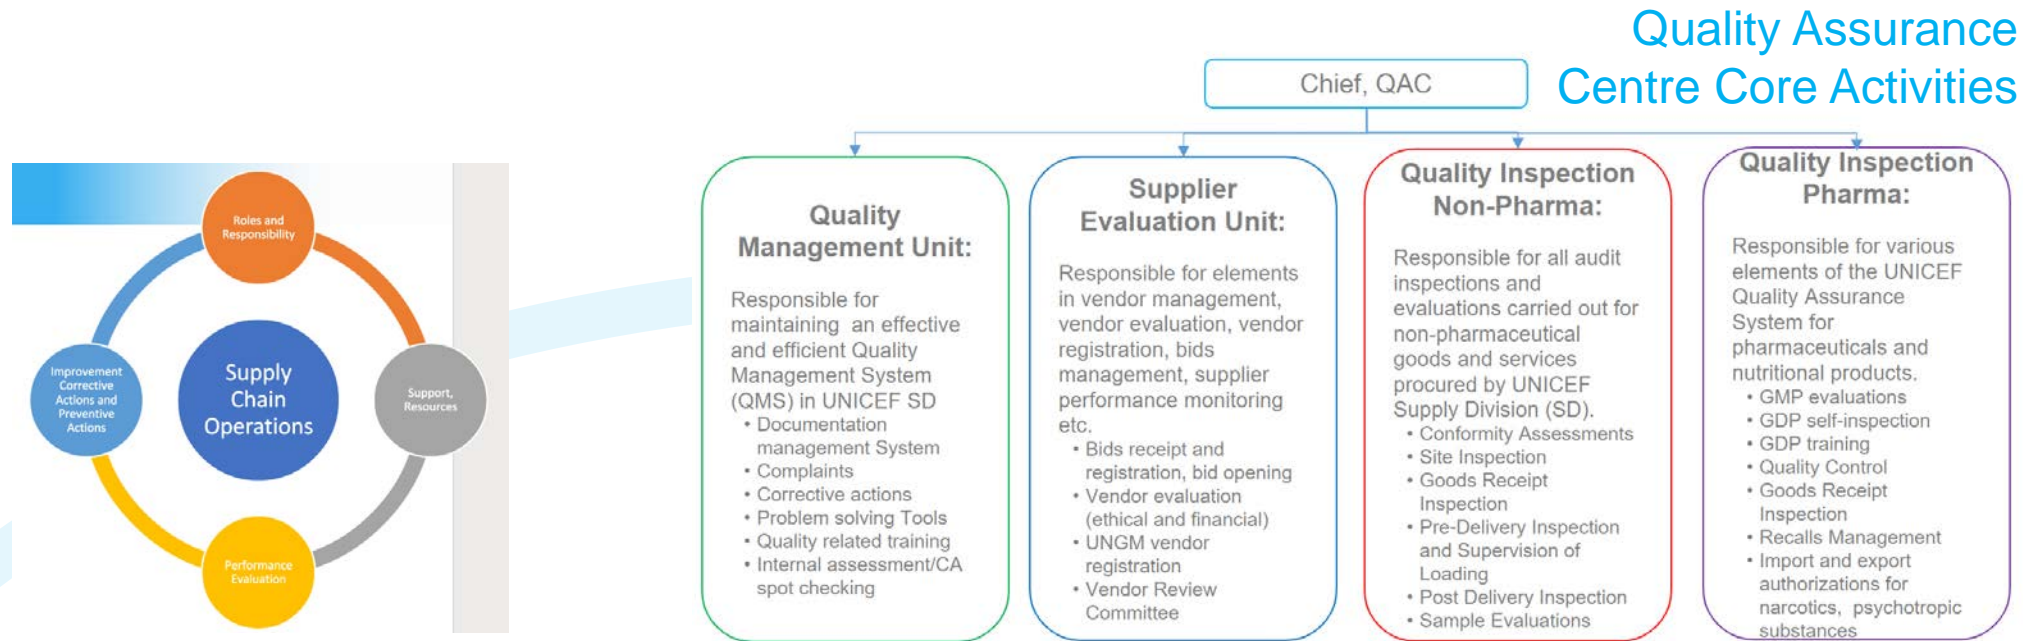 Quality Assurance
Centre Core Activities
Chief, QAC
Roles and
Responsibility
Improvement
Corrective
Actions and
Preventive
Actions
Supply
Chain
Operations
Support,
Resources
Performance
Evaluation
Quality
Management Unit:
Responsible for
maintaining an effective
and efficient Quality
Management System
(QMS) in UNICEF SD
• Documentation
management System
• Complaints
• Corrective actions
• Problem solving Tools
• Quality related training
• Internal assessment/CA
spot checking
Supplier
Evaluation Unit:
Responsible for elements
in vendor management,
vendor evaluation, vendor
registration, bids
management, supplier
performance monitoring
etc.
• Bids receipt and
registration, bid opening
• Vendor evaluation
(ethical and financial)
• UNGM vendor
registration
• Vendor Review
Committee
Quality Inspection
Non-Pharma:
Responsible for all audit
inspections and
evaluations carried out for
non-pharmaceutical
goods and services
procured by UNICEF
Supply Division (SD).
• Conformity Assessments
• Site Inspection
• Goods Receipt
Inspection
• Pre-Delivery Inspection
and Supervision of
Loading
• Post Delivery Inspection
• Sample Evaluations
Quality Inspection
Pharma:
Responsible for various
elements of the UNICEF
Quality Assurance
System for
pharmaceuticals and
nutritional products.
• GMP evaluations
• GDP self-inspection
• GDP training
• Quality Control
• Goods Receipt
Inspection
• Recalls Management
• Import and export
authorizations for
narcotics, psychotropic
substances